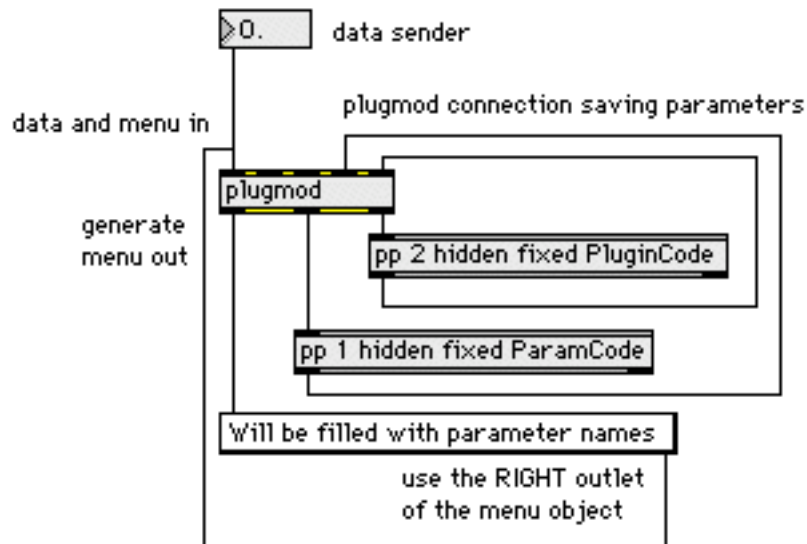 0.
data sender
plugmod connection saving parameters
data and menu in
plugmod
generate
menu out
pp 2 hidden fixed PluginCode
pp 1 hidden fixed ParamCode
Will be filled with parameter names
use the RIGHT outlet
of the menu object